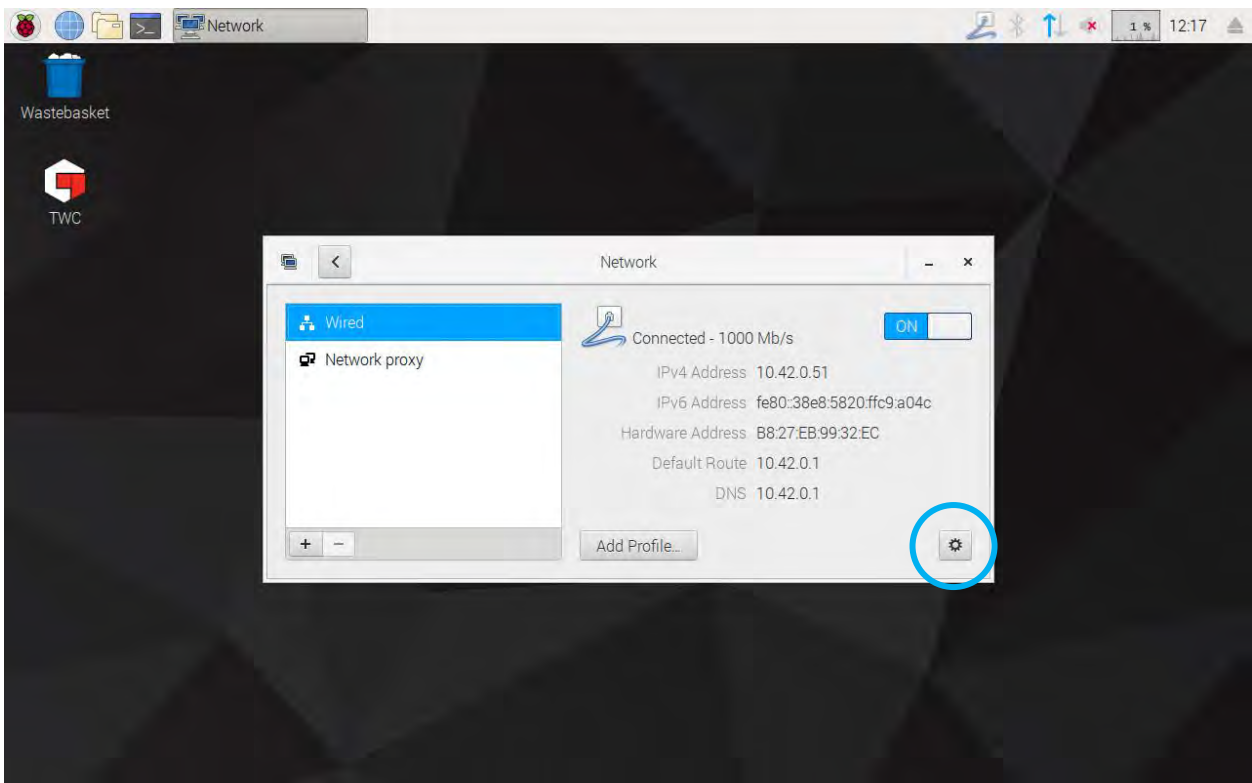 Network
1 %
12:17
Wastebasket
TWC
Network
Wired
Network proxy
Connected - 1000 Mb/s
ON
IPv4 Address 10.42.0.51
IPv6 Address fe80::38e8:5820:ffc9:a04c
Hardware Address B8:27:EB:99:32:EC
Default Route 10.42.0.1
DNS 10.42.0.1
+ −
Add Profile...